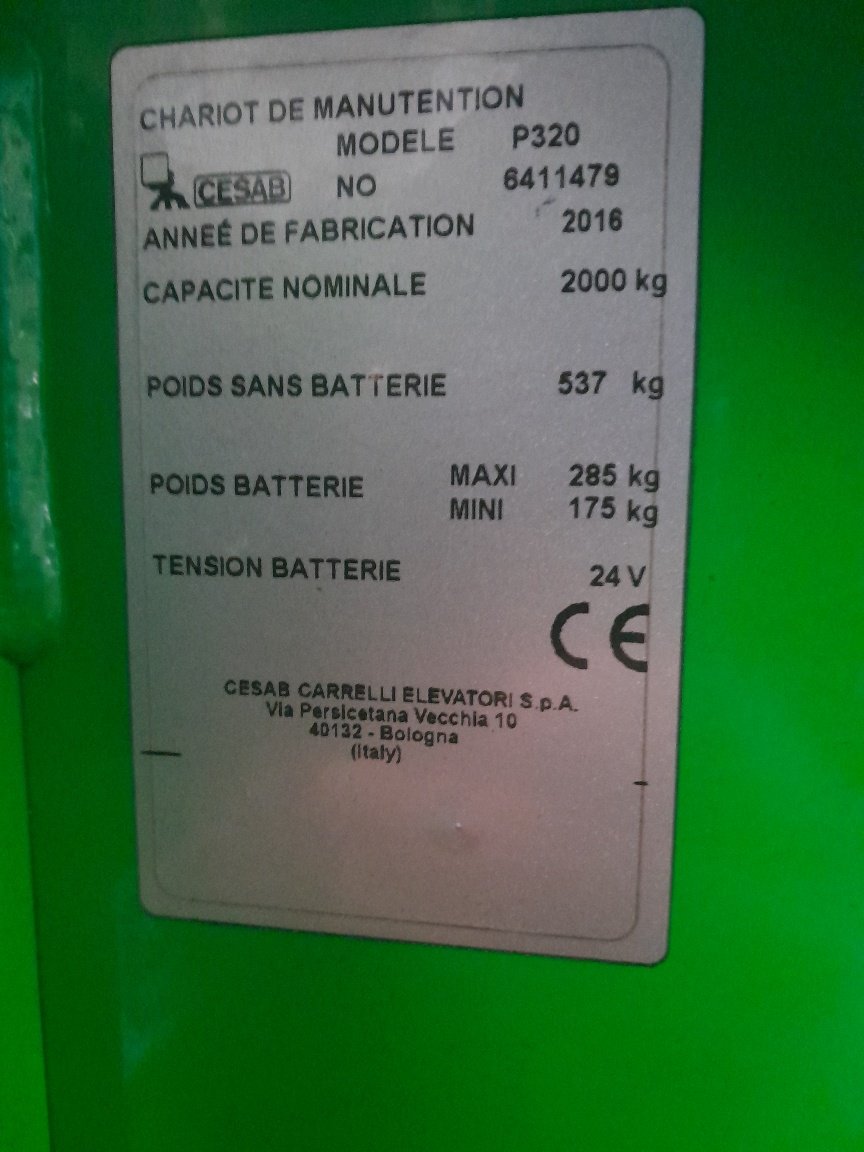 CHARIOT DE MANUTENTION
MODELE P320
CESAB NO 6411479
ANNEÉ DE FABRICATION 2016
CAPACITE NOMINALE 2000 kg
POIDS SANS BATTERIE 537 kg
POIDS BATTERIE MAXI 285 kg
MINI 175 kg
TENSION BATTERIE 24 V
CE
CESAB CARRELLI ELEVATORI S.p.A.
Via Persicetana Vecchia 10
40132 - Bologna
(Italy)